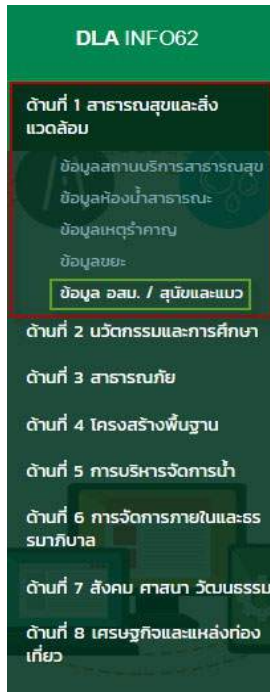 DLA INFO62
ด้านที่ 1 สาธารณสุขและสิ่ง
แวดล้อม
ข้อมูลสถานบริการสาธารณสุข
ข้อมูลห้องน้ำสาธารณะ
ข้อมูลเหตุรำคาญ
ข้อมูลขยะ
ข้อมูล อสม. / สุนัขและแมว
ด้านที่ 2 นวัตกรรมและการศึกษา
ด้านที่ 3 สาธารณภัย
ด้านที่ 4 โครงสร้างพื้นฐาน
ด้านที่ 5 การบริหารจัดการน้ำ
ด้านที่ 6 การจัดการภายในและธร
รมาภิบาล
ด้านที่ 7 สังคม ศาสนา วัฒนธรรม
ด้านที่ 8 เศรษฐกิจและแหล่งท่อง
เที่ยว